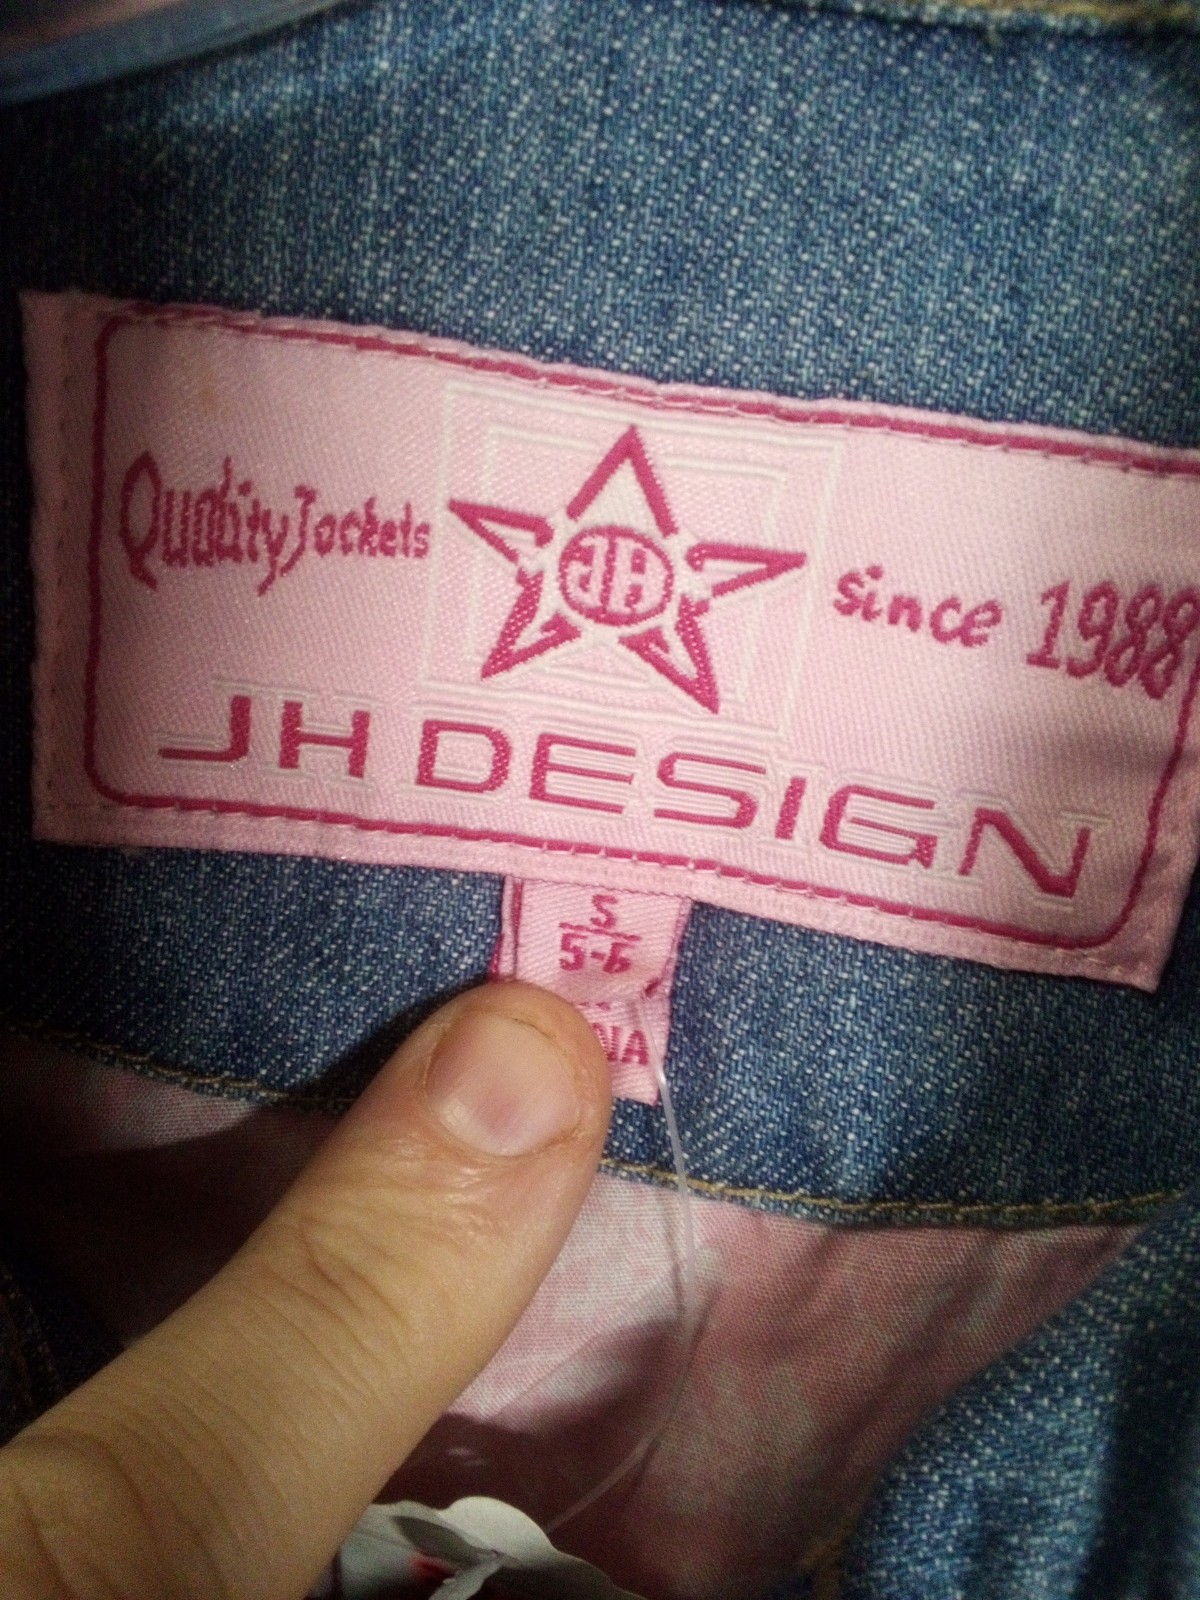 Quality Jackets
JH
since 1988
JH DESIGN
S
5-6